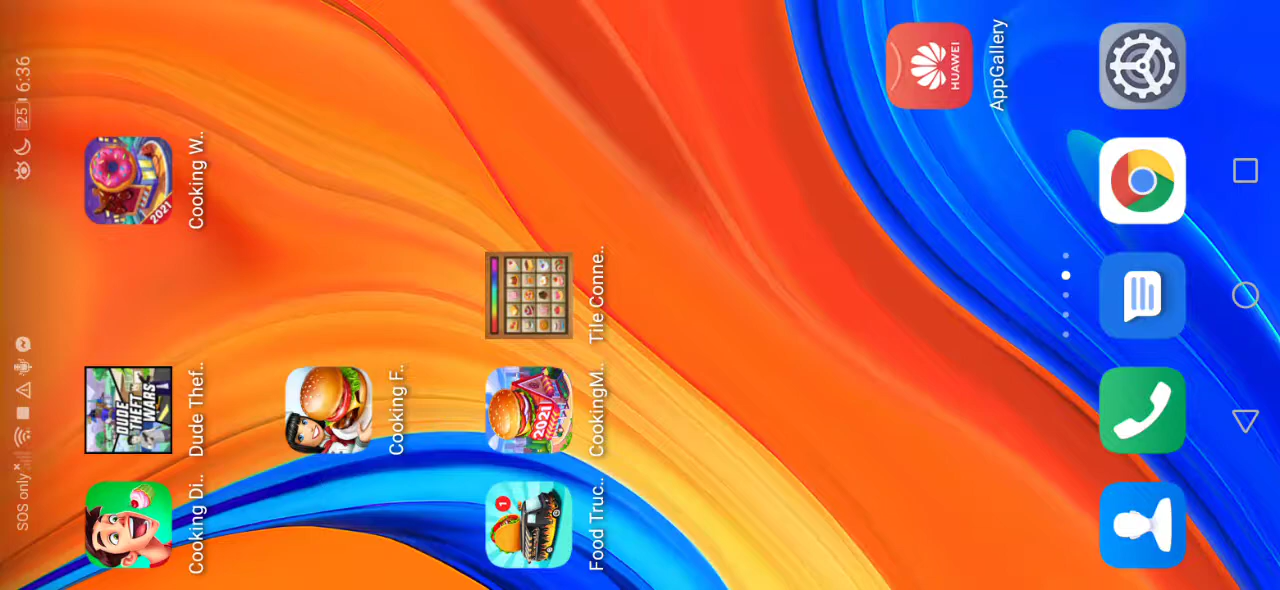 SOS only
25 6:36
Cooking Di..
Dude Thef..
Cooking W..
2021
DUDE
THEFT
WARS
Cooking F..
Food Truc..
1
CookingM..
2021
Tile Conne..
AppGallery
HUAWEI